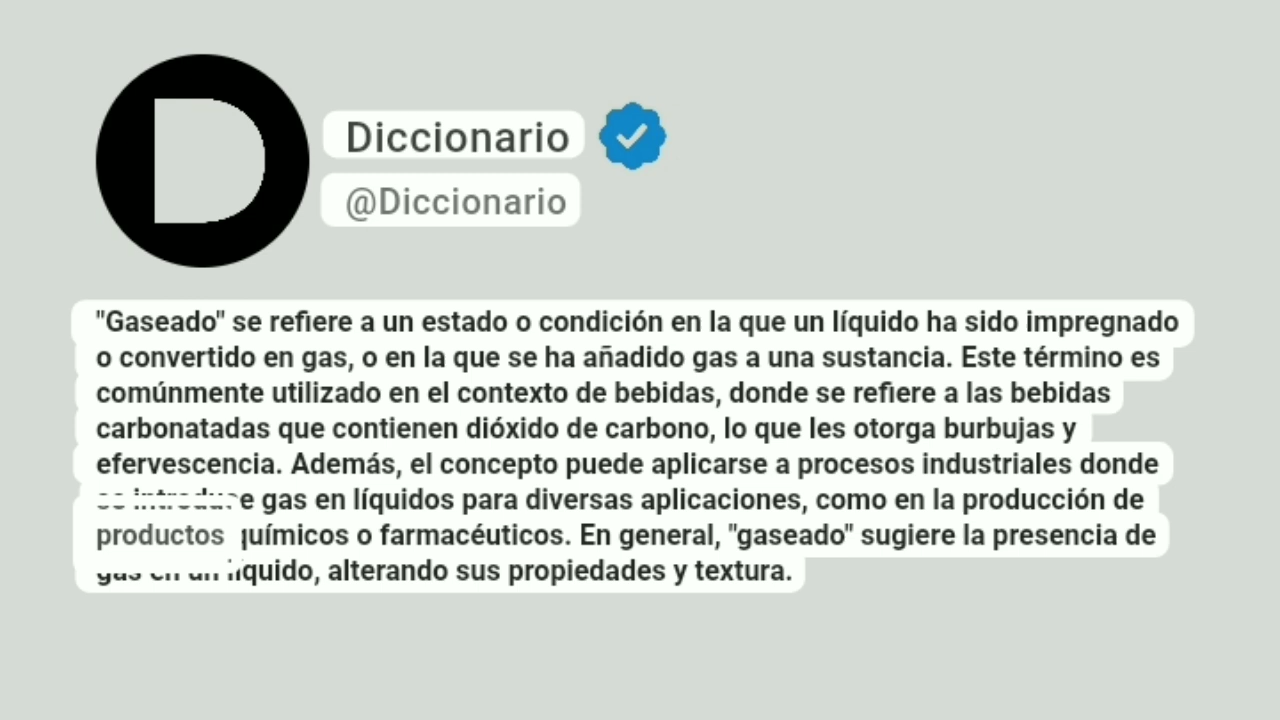 D
Diccionario
@Diccionario
"Gaseado" se refiere a un estado o condición en la que un líquido ha sido impregnado
o convertido en gas, o en la que se ha añadido gas a una sustancia. Este término es
comúnmente utilizado en el contexto de bebidas, donde se refiere a las bebidas
carbonatadas que contienen dióxido de carbono, lo que les otorga burbujas y
efervescencia. Además, el concepto puede aplicarse a procesos industriales donde
gas en líquidos para diversas aplicaciones, como en la producción de
productos químicos o farmacéuticos. En general, "gaseado" sugiere la presencia de
gas en un líquido, alterando sus propiedades y textura.